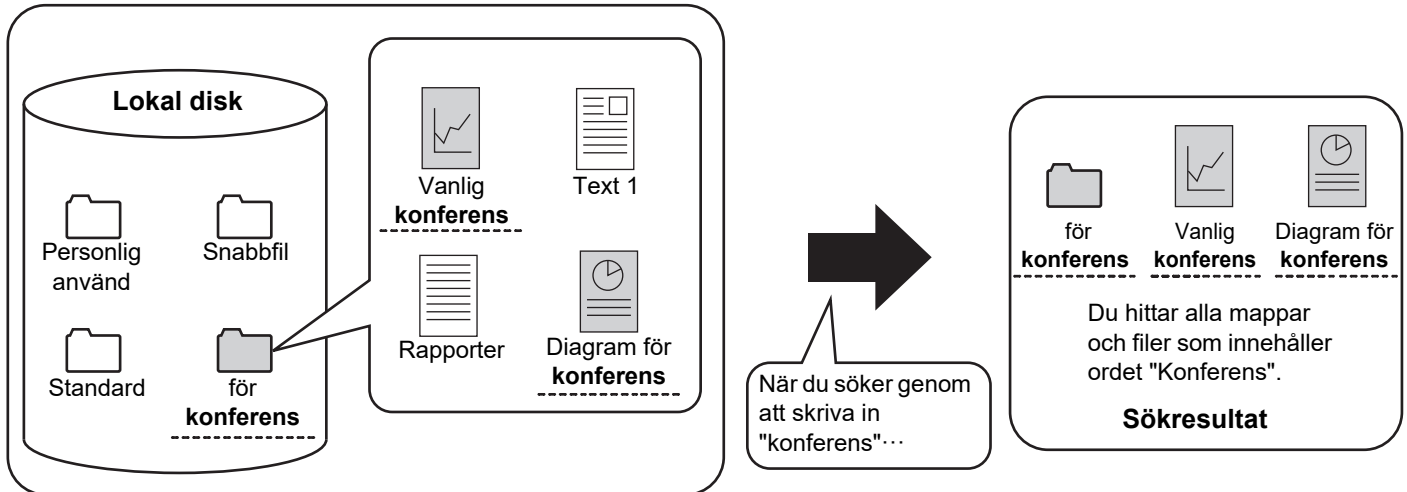 Lokal disk
Personlig
använd
Snabbfil
Standard
för
konferens
Vanlig
konferens
Text 1
Rapporter
Diagram för
konferens
När du söker genom
att skriva in
"konferens"⋯
för
konferens
Vanlig
konferens
Diagram för
konferens
Du hittar alla mappar
och filer som innehåller
ordet "Konferens".
Sökresultat